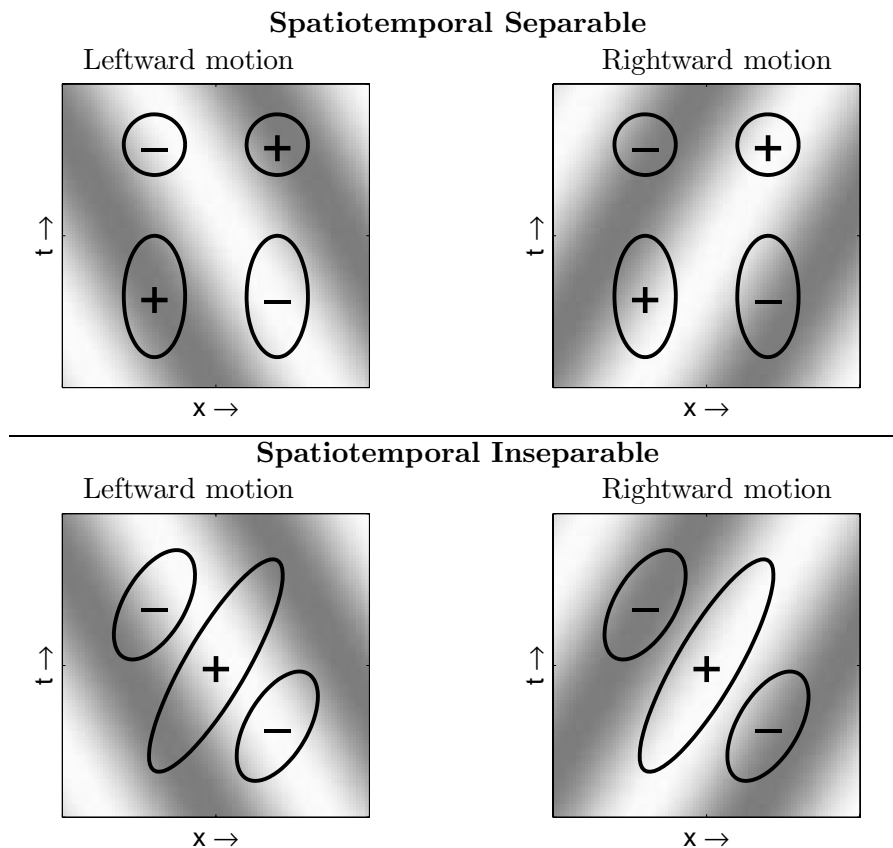 Spatiotemporal Separable
Leftward motion Rightward motion
− + − +
t → t →
+ − + −
x → x →
Spatiotemporal Inseparable
Leftward motion Rightward motion
− −
t → + t → +
− −
x → x →